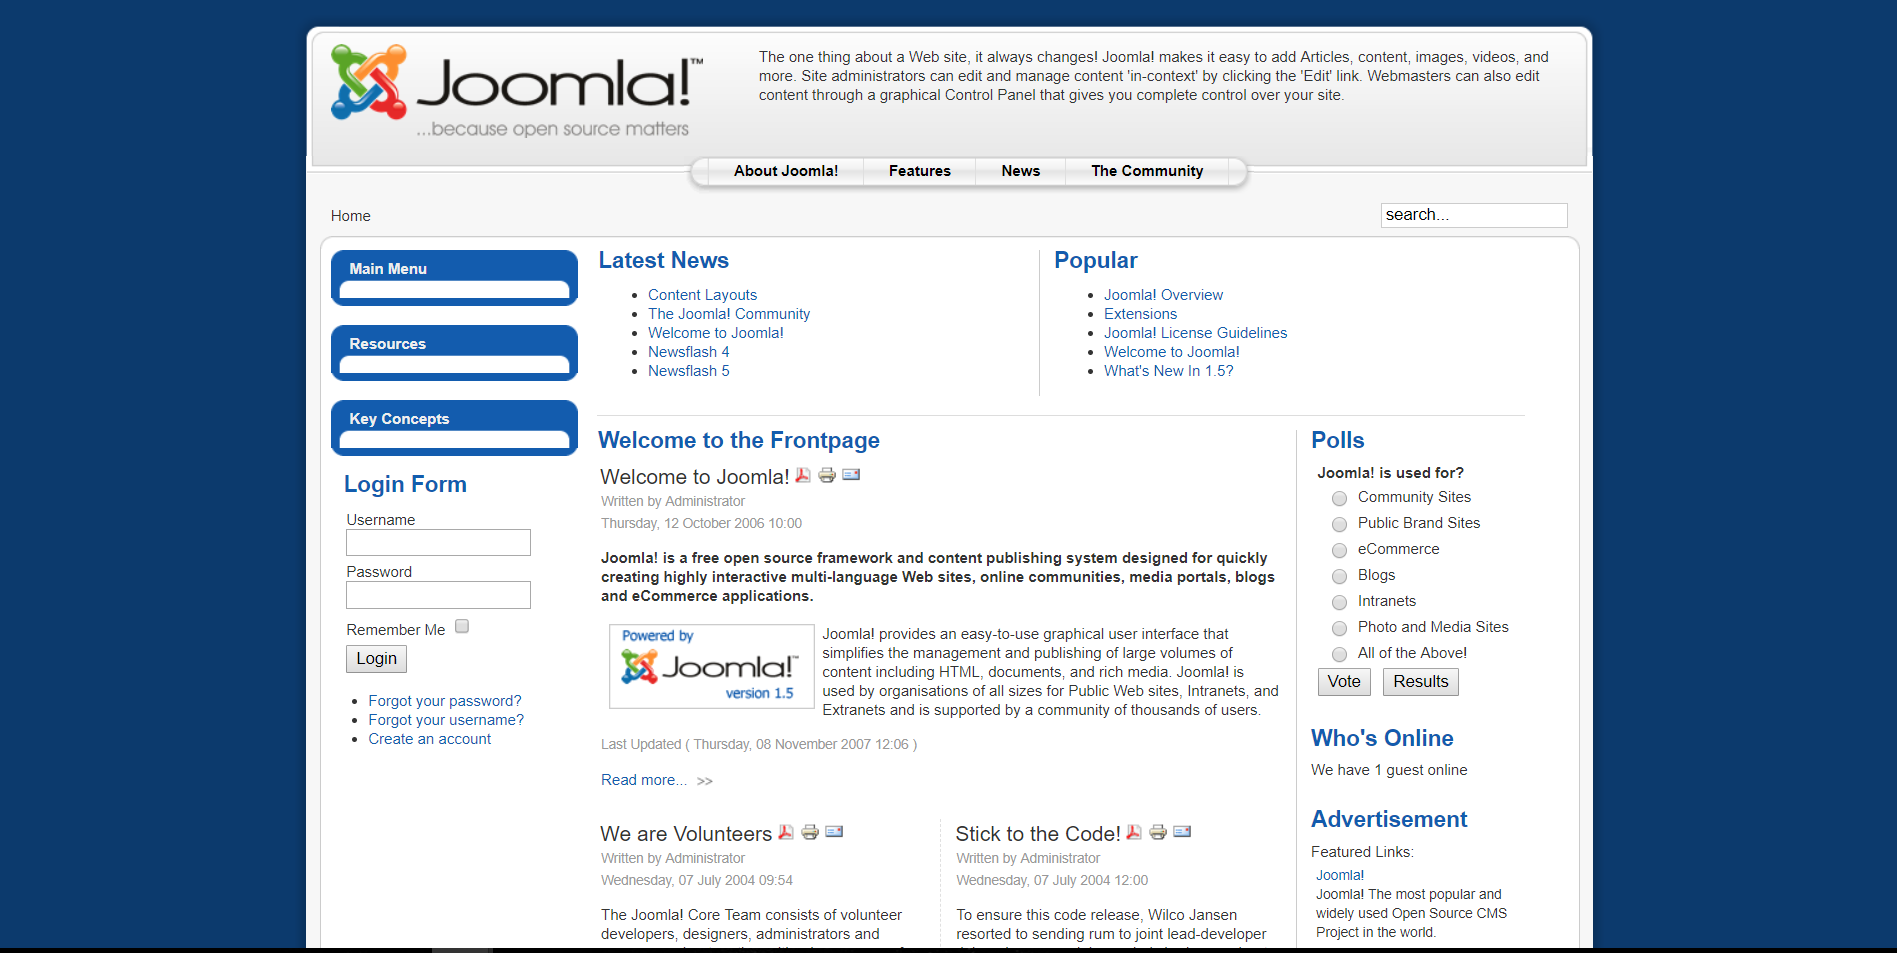 Joomla!™
...because open source matters
The one thing about a Web site, it always changes! Joomla! makes it easy to add Articles, content, images, videos, and
more. Site administrators can edit and manage content 'in-context' by clicking the 'Edit' link. Webmasters can also edit
content through a graphical Control Panel that gives you complete control over your site.
About Joomla!
Features
News
The Community
Home
search...
Main Menu
Resources
Key Concepts
Login Form
Username
Password
Remember Me
Login
Forgot your password?
Forgot your username?
Create an account
Latest News
Content Layouts
The Joomla! Community
Welcome to Joomla!
Newsflash 4
Newsflash 5
Popular
Joomla! Overview
Extensions
Joomla! License Guidelines
Welcome to Joomla!
What's New In 1.5?
Welcome to the Frontpage
Welcome to Joomla!
Written by Administrator
Thursday, 12 October 2006 10:00
Joomla! is a free open source framework and content publishing system designed for quickly
creating highly interactive multi-language Web sites, online communities, media portals, blogs
and eCommerce applications.
Powered by
Joomla!™
version 1.5
Joomla! provides an easy-to-use graphical user interface that
simplifies the management and publishing of large volumes of
content including HTML, documents, and rich media. Joomla! is
used by organisations of all sizes for Public Web sites, Intranets, and
Extranets and is supported by a community of thousands of users.
Last Updated ( Thursday, 08 November 2007 12:06 )
Read more... >>
We are Volunteers
Written by Administrator
Wednesday, 07 July 2004 09:54
The Joomla! Core Team consists of volunteer
developers, designers, administrators and
Stick to the Code!
Written by Administrator
Wednesday, 07 July 2004 12:00
To ensure this code release, Wilco Jansen
resorted to sending rum to joint lead-developer
Polls
Joomla! is used for?
Community Sites
Public Brand Sites
eCommerce
Blogs
Intranets
Photo and Media Sites
All of the Above!
Vote
Results
Who's Online
We have 1 guest online
Advertisement
Featured Links:
Joomla!
Joomla! The most popular and
widely used Open Source CMS
Project in the world.